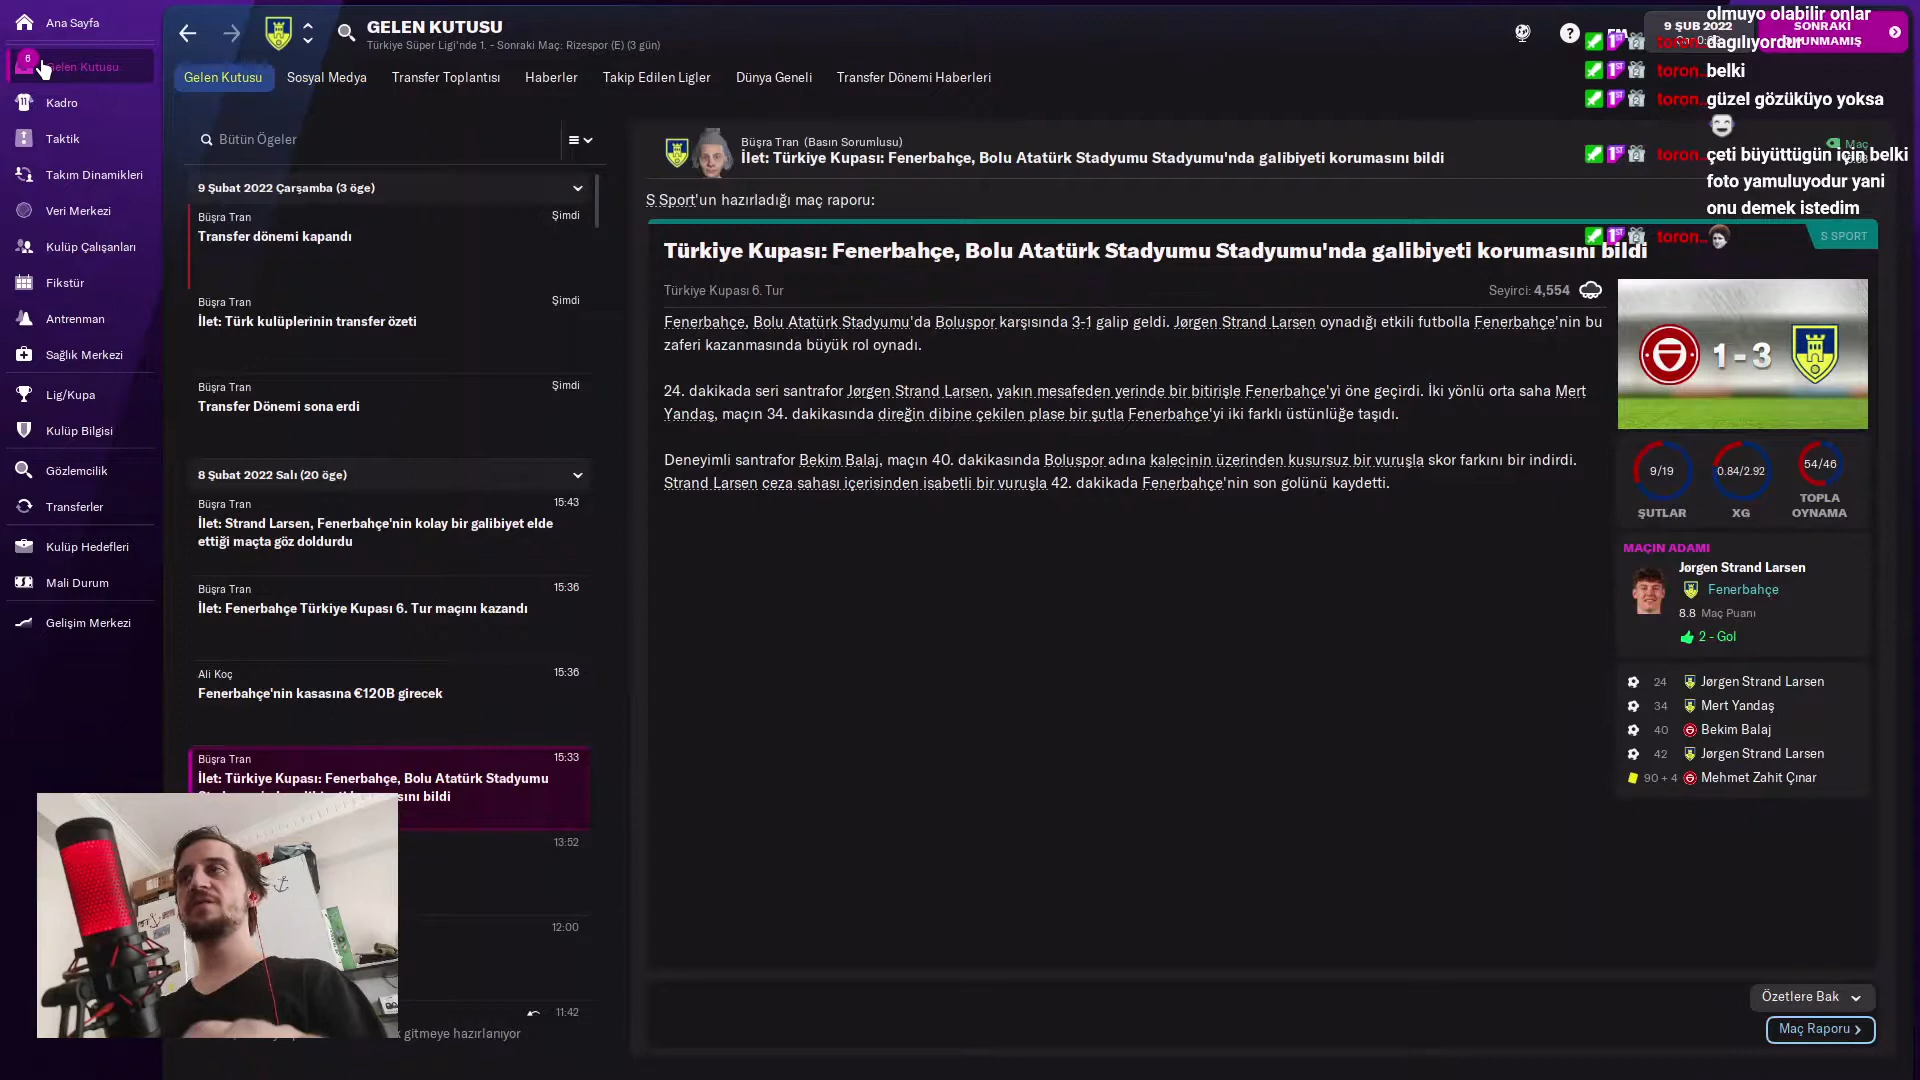 Ana Sayfa
6
Gelen Kutusu
Kadro
Taktik
Takım Dinamikleri
Veri Merkezi
Kulüp Çalışanları
Fikstür
Antrenman
Sağlık Merkezi
Lig/Kupa
Kulüp Bilgisi
Gözlemcilik
Transferler
Kulüp Hedefleri
Mali Durum
Gelişim Merkezi
GELEN KUTUSU
Türkiye Süper Ligi'nde 1. - Sonraki Maç: Rizespor (E) (3 gün)
9 ŞUB 2022
SONRAKİ
OYUNMAMIŞ
Gelen Kutusu
Sosyal Medya
Transfer Toplantısı
Haberler
Takip Edilen Ligler
Dünya Geneli
Transfer Dönemi Haberleri
olmuyo olabilir onlar
toron.. dagılıyordur
toron.. belki
toron.. güzel gözüküyo yoksa
toron.. çeti büyüttügün için belki
foto yamuluyodur yani
onu demek istedim
toron..
Bütün Ögeler
9 Şubat 2022 Çarşamba (3 öge)
Büşra Tran
Şimdi
Transfer dönemi kapandı
Büşra Tran
Şimdi
İlet: Türk kulüplerinin transfer özeti
Büşra Tran
Şimdi
Transfer Dönemi sona erdi
8 Şubat 2022 Salı (20 öge)
Büşra Tran
15:43
İlet: Strand Larsen, Fenerbahçe'nin kolay bir galibiyet elde
ettiği maçta göz doldurdu
Büşra Tran
15:36
İlet: Fenerbahçe Türkiye Kupası 6. Tur maçını kazandı
Ali Koç
15:36
Fenerbahçe'nin kasasına €120B girecek
Büşra Tran
15:33
İlet: Türkiye Kupası: Fenerbahçe, Bolu Atatürk Stadyumu
13:52
12:00
11:42
gitmeye hazırlanıyor
Büşra Tran (Basın Sorumlusu)
İlet: Türkiye Kupası: Fenerbahçe, Bolu Atatürk Stadyumu Stadyumu'nda galibiyeti korumasını bildi
Maç
S Sport'un hazırladığı maç raporu:
S SPORT
Türkiye Kupası: Fenerbahçe, Bolu Atatürk Stadyumu Stadyumu'nda galibiyeti korumasını bildi
Türkiye Kupası 6. Tur
Seyirci: 4,554
Fenerbahçe, Bolu Atatürk Stadyumu'da Boluspor karşısında 3-1 galip geldi. Jørgen Strand Larsen oynadığı etkili futbolla Fenerbahçe'nin bu
zaferi kazanmasında büyük rol oynadı.
24. dakikada seri santrafor Jørgen Strand Larsen, yakın mesafeden yerinde bir bitirişle Fenerbahçe'yi öne geçirdi. İki yönlü orta saha Mert
Yandaş, maçın 34. dakikasında direğin dibine çekilen plase bir şutla Fenerbahçe'yi iki farklı üstünlüğe taşıdı.
Deneyimli santrafor Bekim Balaj, maçın 40. dakikasında Boluspor adına kalecinin üzerinden kusursuz bir vuruşla skor farkını bir indirdi.
Strand Larsen ceza sahası içerisinden isabetli bir vuruşla 42. dakikada Fenerbahçe'nin son golünü kaydetti.
1 - 3
9/19
0.84/2.92
54/46
ŞUTLAR
XG
TOPLA
OYNAMA
MAÇIN ADAMI
Jørgen Strand Larsen
Fenerbahçe
8.8 Maç Puanı
2 - Gol
24 Jørgen Strand Larsen
34 Mert Yandaş
40 Bekim Balaj
42 Jørgen Strand Larsen
90 + 4 Mehmet Zahit Çınar
Özetlere Bak
Maç Raporu